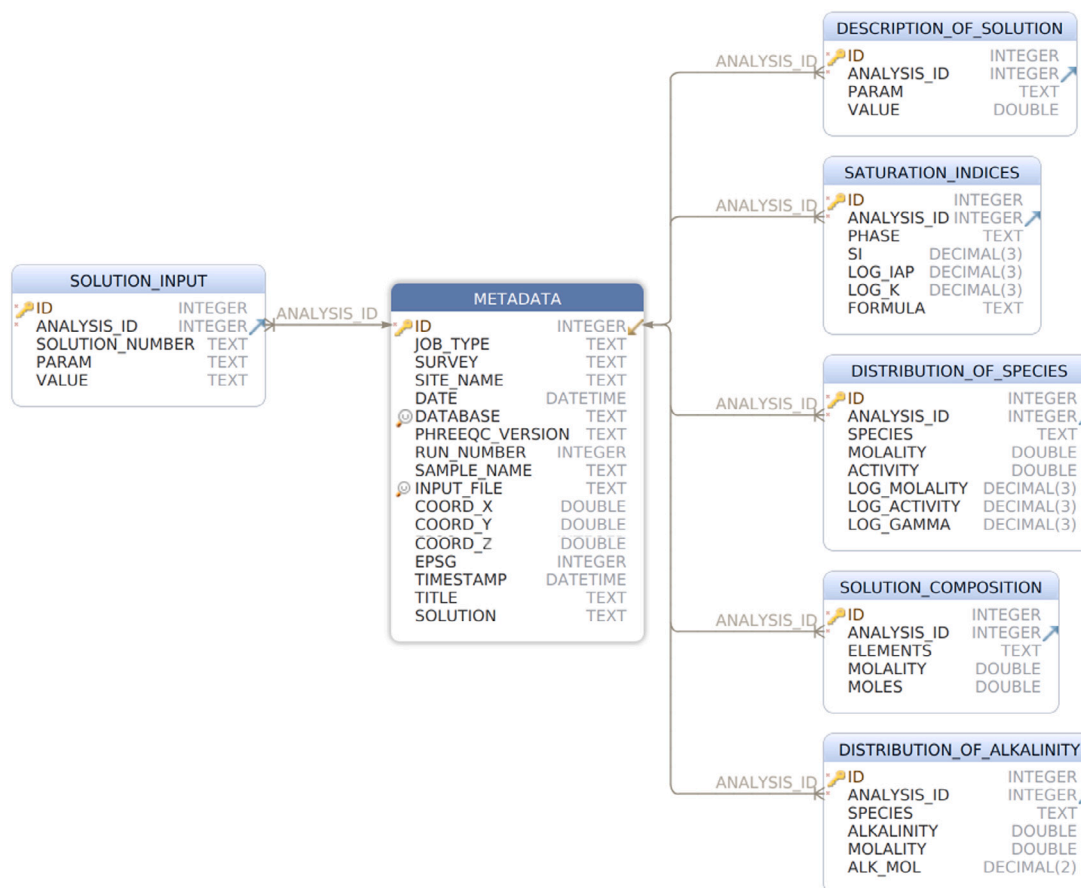 SOLUTION_INPUT
ID INTEGER
ANALYSIS_ID INTEGER
SOLUTION_NUMBER TEXT
PARAM TEXT
VALUE TEXT
ANALYSIS_ID
METADATA
ID INTEGER
JOB_TYPE TEXT
SURVEY TEXT
SITE_NAME TEXT
DATE DATETIME
DATABASE TEXT
PHREEQC_VERSION TEXT
RUN_NUMBER INTEGER
SAMPLE_NAME TEXT
INPUT_FILE TEXT
COORD_X DOUBLE
COORD_Y DOUBLE
COORD_Z DOUBLE
EPSG INTEGER
TIMESTAMP DATETIME
TITLE TEXT
SOLUTION TEXT
ANALYSIS_ID
DESCRIPTION_OF_SOLUTION
ID INTEGER
ANALYSIS_ID INTEGER
PARAM TEXT
VALUE DOUBLE
ANALYSIS_ID
SATURATION_INDICES
ID INTEGER
ANALYSIS_ID INTEGER
PHASE TEXT
SI DECIMAL(3)
LOG_IAP DECIMAL(3)
LOG_K DECIMAL(3)
FORMULA TEXT
ANALYSIS_ID
DISTRIBUTION_OF_SPECIES
ID INTEGER
ANALYSIS_ID INTEGER
SPECIES TEXT
MOLALITY DOUBLE
ACTIVITY DOUBLE
LOG_MOLALITY DECIMAL(3)
LOG_ACTIVITY DECIMAL(3)
LOG_GAMMA DECIMAL(3)
ANALYSIS_ID
SOLUTION_COMPOSITION
ID INTEGER
ANALYSIS_ID INTEGER
ELEMENTS TEXT
MOLALITY DOUBLE
MOLES DOUBLE
ANALYSIS_ID
DISTRIBUTION_OF_ALKALINITY
ID INTEGER
ANALYSIS_ID INTEGER
SPECIES TEXT
ALKALINITY DOUBLE
MOLALITY DOUBLE
ALK_MOL DECIMAL(2)